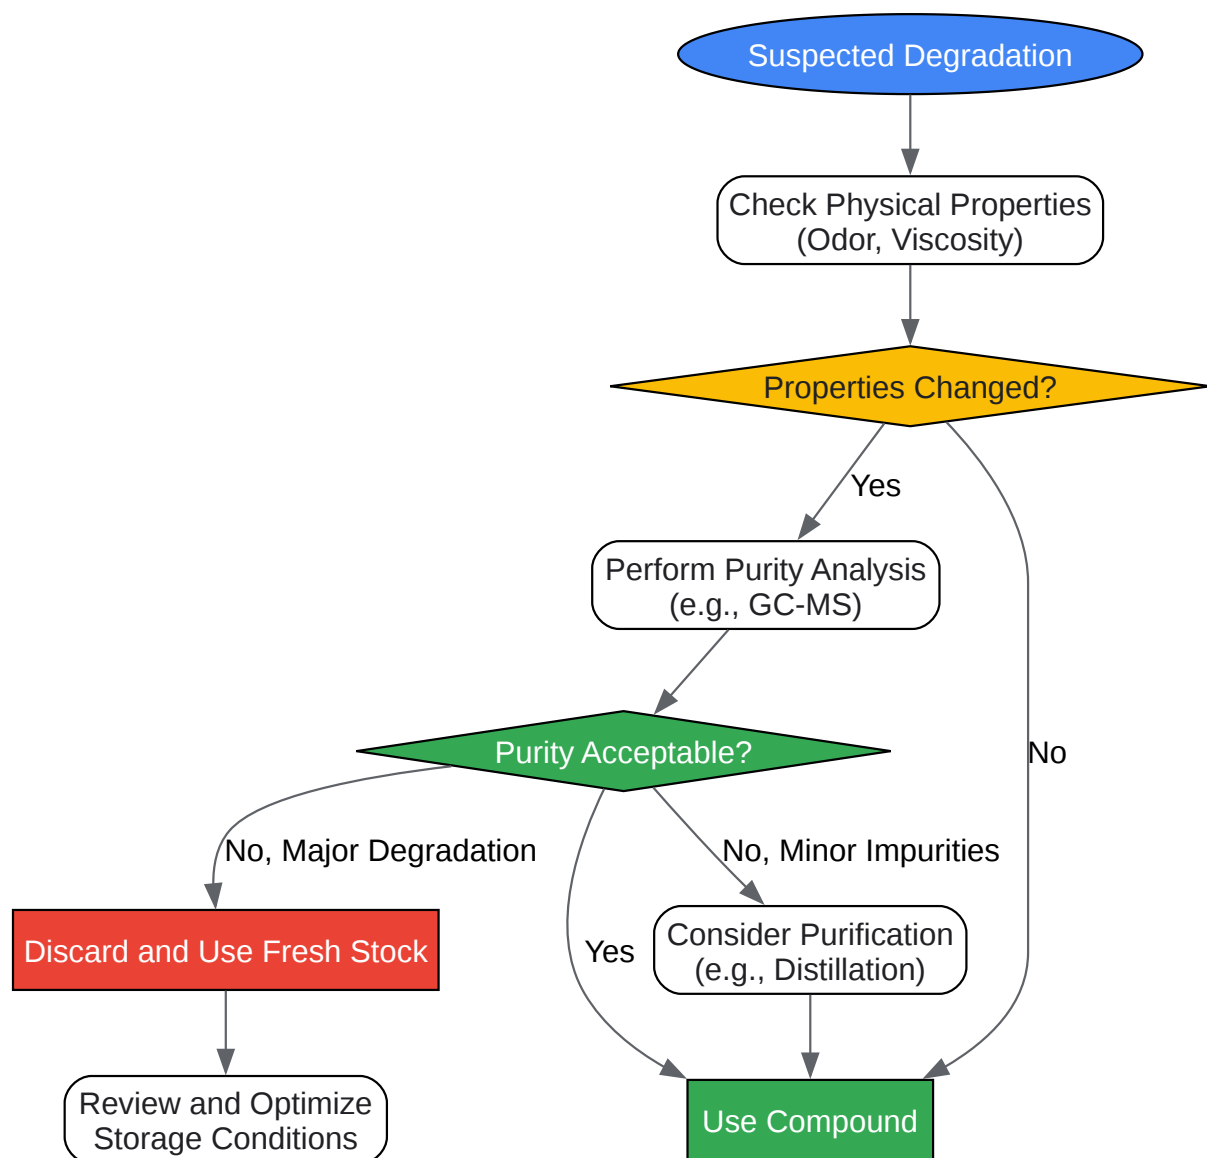 Suspected Degradation
Check Physical Properties
(Odor, Viscosity)
Properties Changed?
Yes
Perform Purity Analysis
(e.g., GC-MS)
Purity Acceptable?
No
No, Major Degradation
No, Minor Impurities
Discard and Use Fresh Stock
Yes
Consider Purification
(e.g., Distillation)
Review and Optimize
Storage Conditions
Use Compound